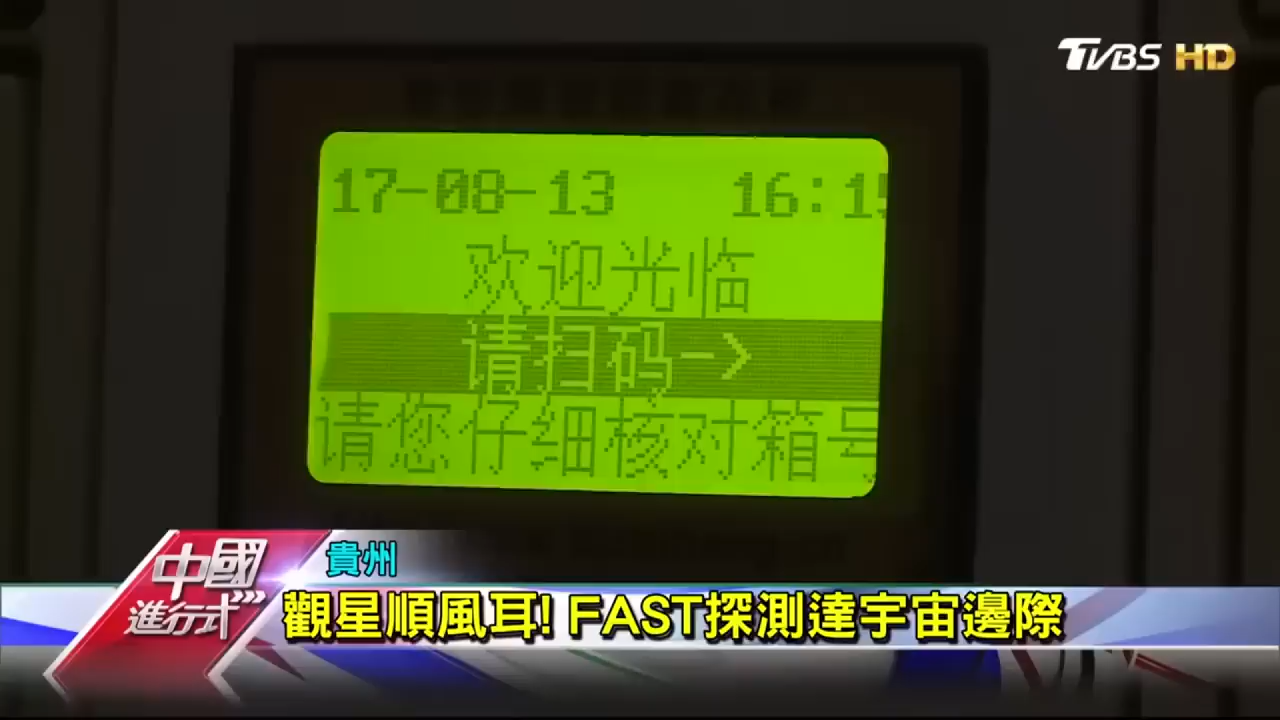 TVBS HD
17-08-13 16:15
欢迎光临
请扫码->
请您仔细核对箱号
貴州
中國
進行式
觀星順風耳! FAST探測達宇宙邊際